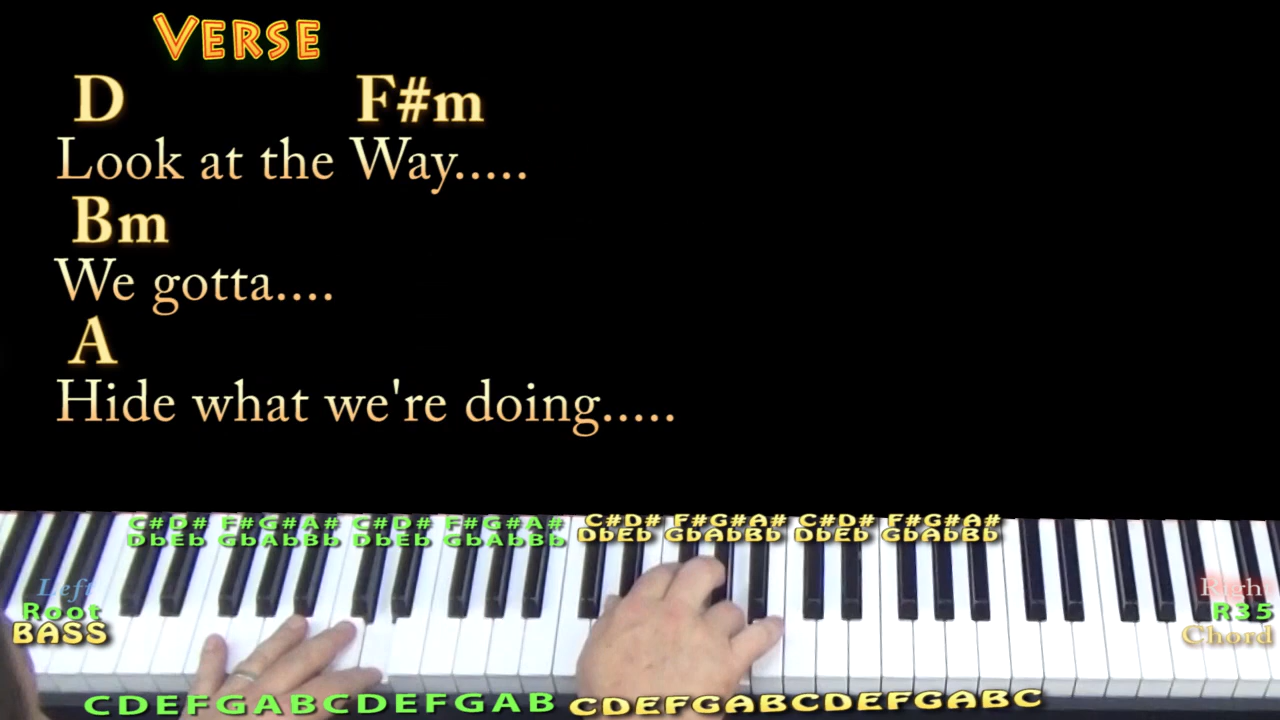 VERSE
D F#m
Look at the Way.....
Bm
We gotta....
A
Hide what we're doing.....
C#D# F#G#A# C#D# F#G#A# C#D# F#G#A# C#D# F#G#A#
DbEb GbAbBb DbEb GbAbBb DbEb GbAbBb DbEb GbAbBb
Left
Root
BASS
Right
R35
Chord
CDEFGABCDEFGAB CDEFGABCDEFGABC